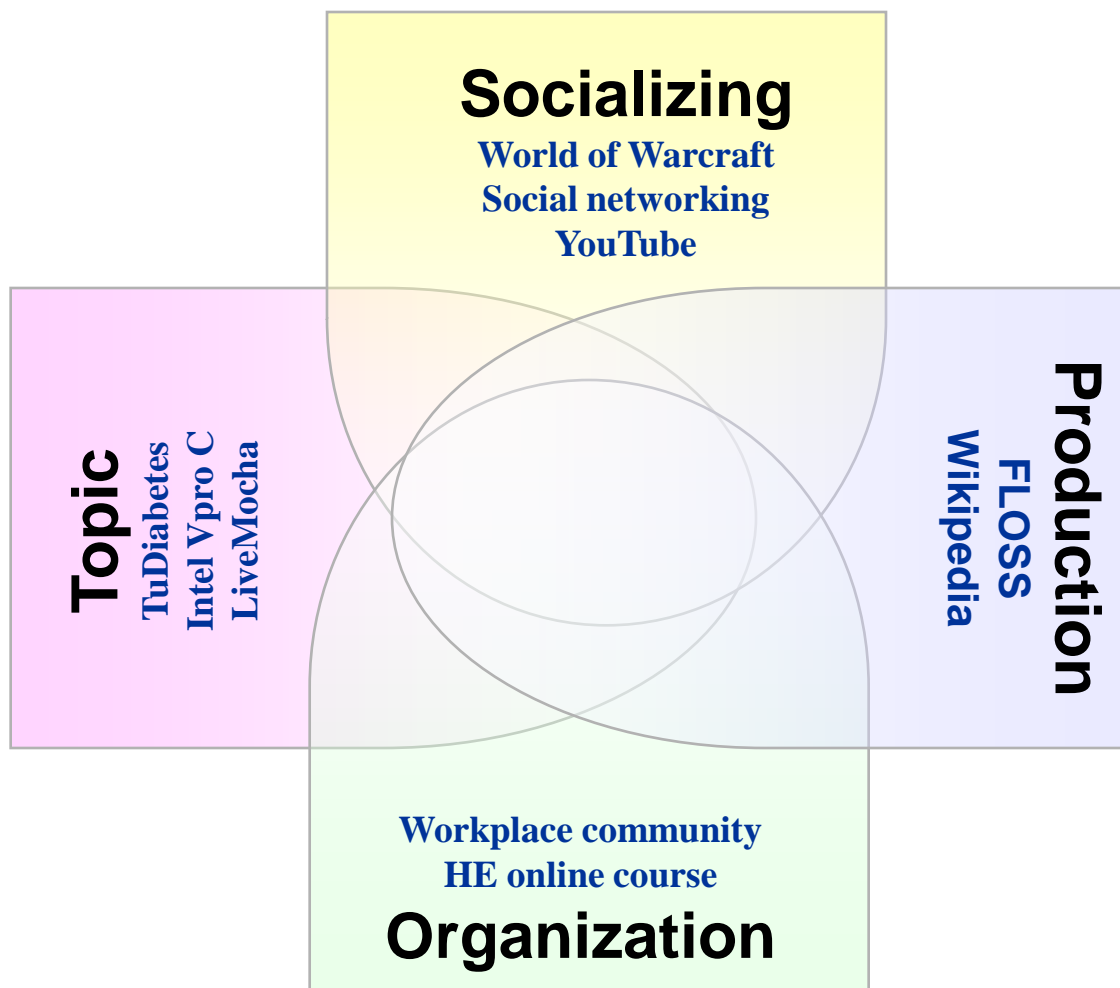 Socializing
World of Warcraft
Social networking
YouTube
Topic
TuDiabetes
Intel Vpro C
LiveMocha
Production
FLOSS
Wikipedia
Workplace community
HE online course
Organization